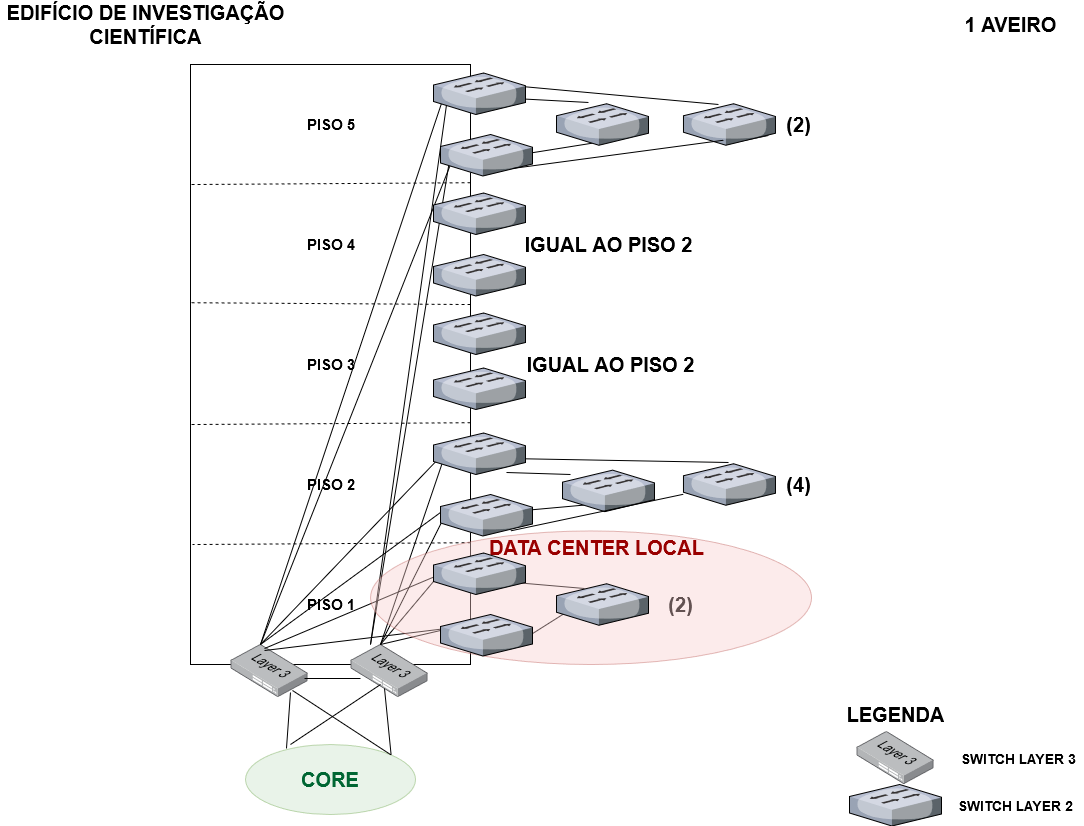 EDIFÍCIO DE INVESTIGAÇÃO
CIENTÍFICA
1 AVEIRO
PISO 5
(2)
PISO 4
IGUAL AO PISO 2
PISO 3
IGUAL AO PISO 2
PISO 2
(4)
DATA CENTER LOCAL
PISO 1
(2)
Layer 3
Layer 3
CORE
LEGENDA
Layer 3
SWITCH LAYER 3
SWITCH LAYER 2